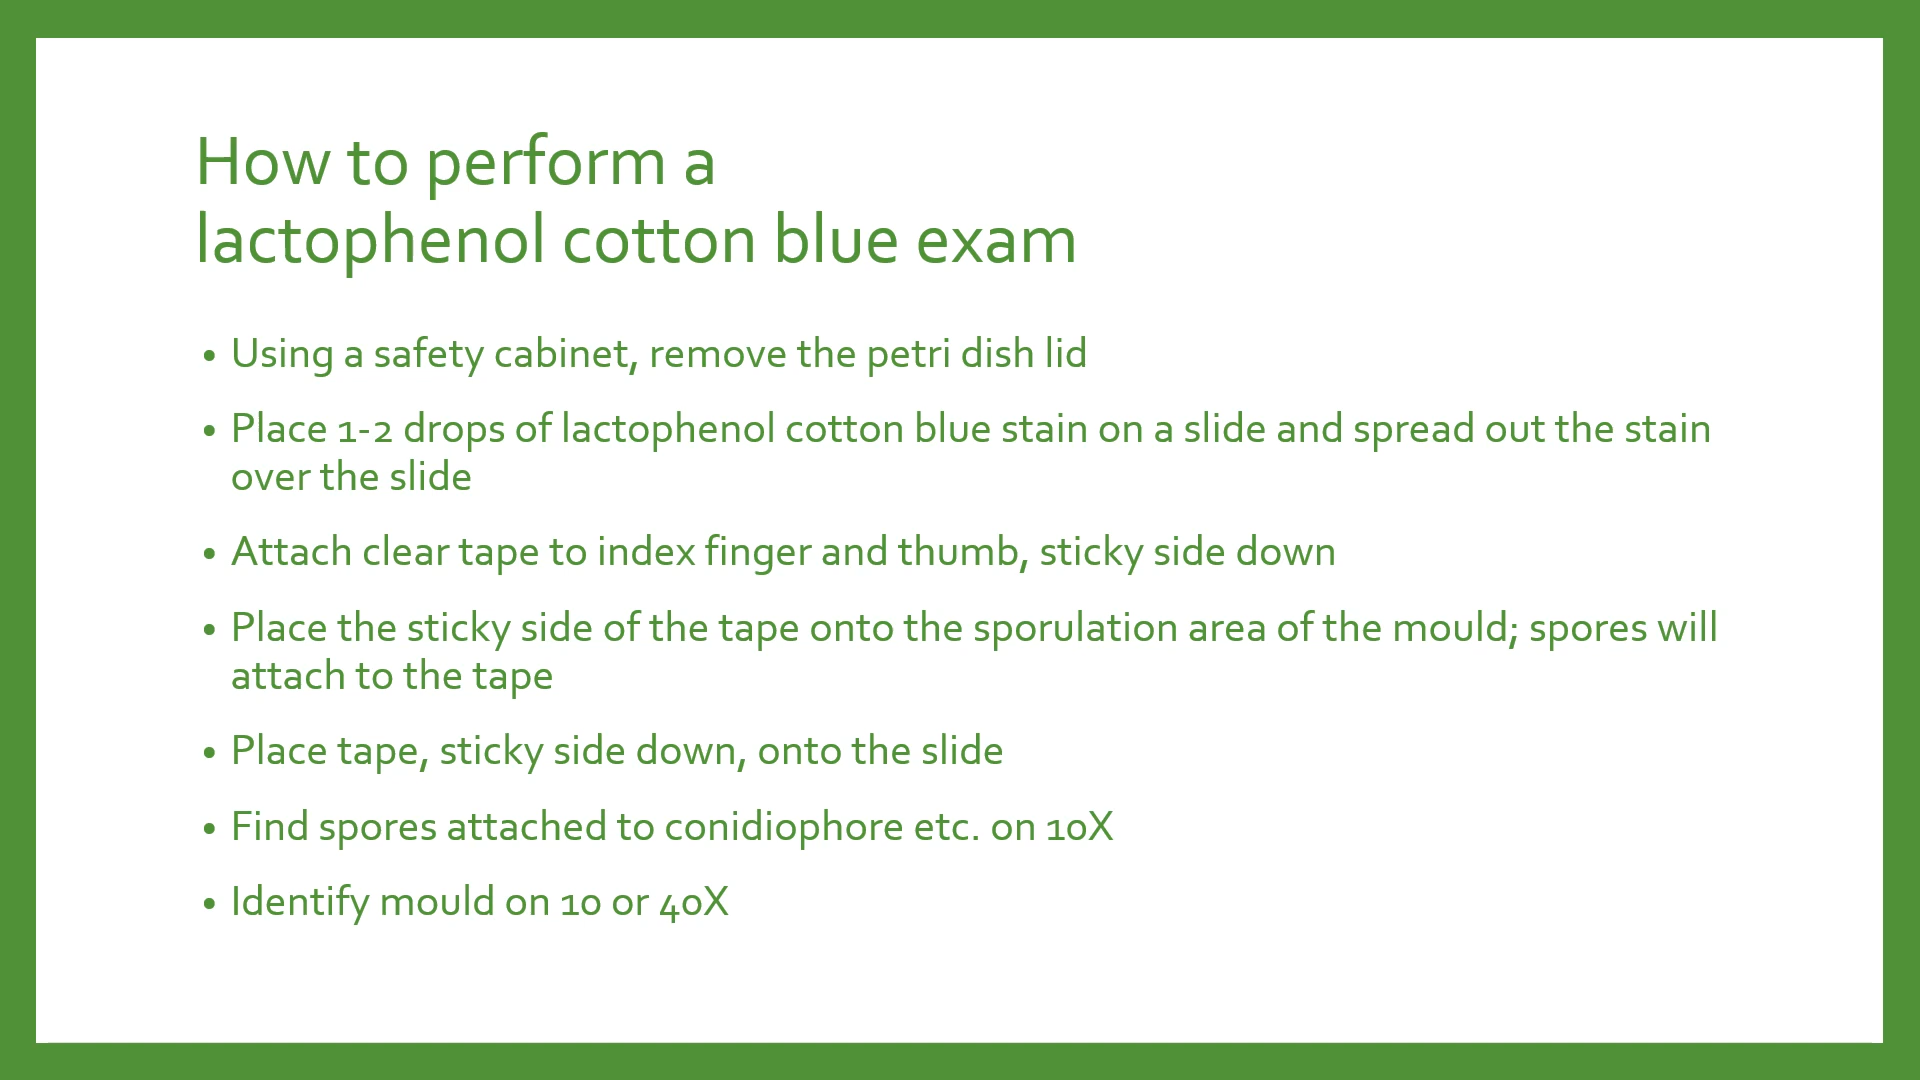 How to perform a
lactophenol cotton blue exam
• Using a safety cabinet, remove the petri dish lid
• Place 1-2 drops of lactophenol cotton blue stain on a slide and spread out the stain
over the slide
• Attach clear tape to index finger and thumb, sticky side down
• Place the sticky side of the tape onto the sporulation area of the mould; spores will
attach to the tape
• Place tape, sticky side down, onto the slide
• Find spores attached to conidiophore etc. on 10X
• Identify mould on 10 or 40X